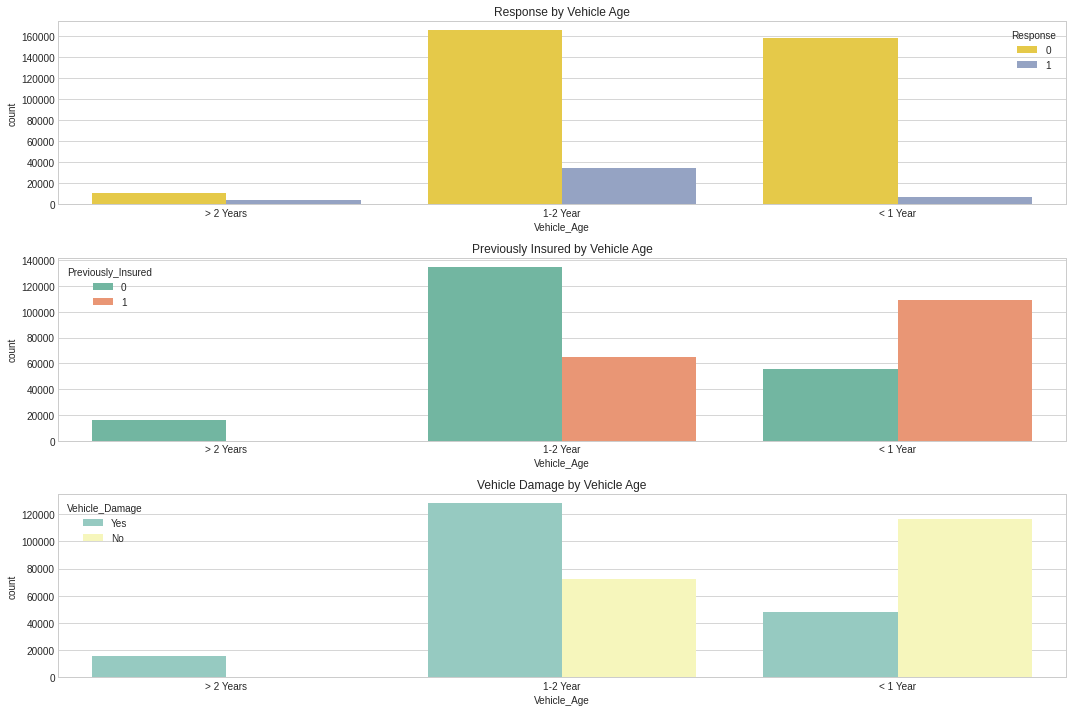 Response by Vehicle Age
Response
0
1
160000
140000
120000
100000
80000
60000
40000
20000
0
count
> 2 Years
1-2 Year
< 1 Year
Vehicle_Age
Previously Insured by Vehicle Age
Previously_Insured
0
1
140000
120000
100000
80000
60000
40000
20000
0
count
> 2 Years
1-2 Year
< 1 Year
Vehicle_Age
Vehicle Damage by Vehicle Age
Vehicle_Damage
Yes
No
120000
100000
80000
60000
40000
20000
0
count
> 2 Years
1-2 Year
< 1 Year
Vehicle_Age